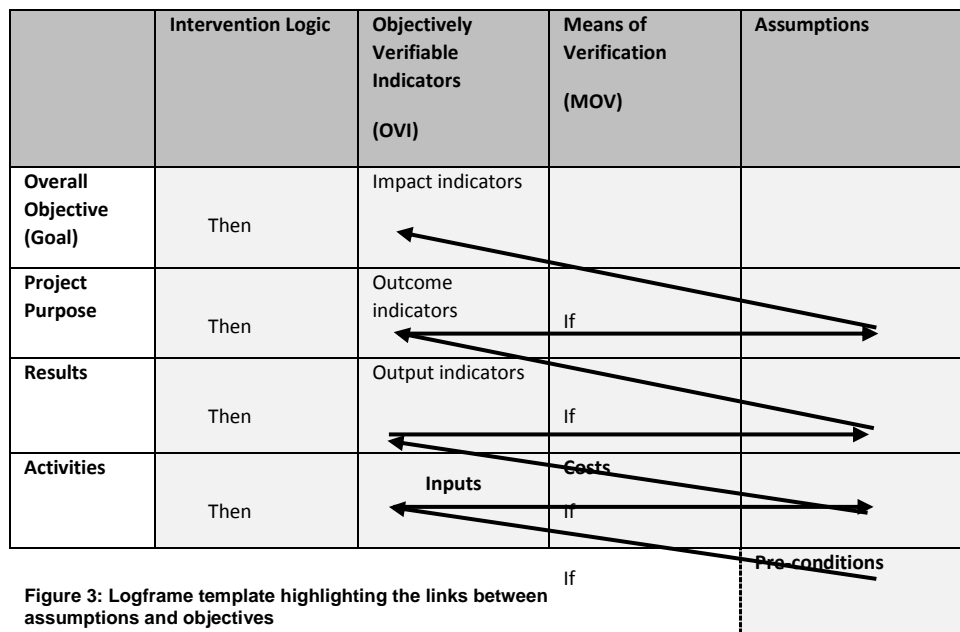 Intervention Logic
Objectively
Verifiable
Indicators
(OVI)
Means of
Verification
(MOV)
Assumptions
Overall
Objective
(Goal)
Then
Impact indicators
Project
Purpose
Then
Outcome
indicators
If
Results
Then
Output indicators
If
Activities
Then
Inputs
Costs
If
If
Pre-conditions
Figure 3: Logframe template highlighting the links between
assumptions and objectives